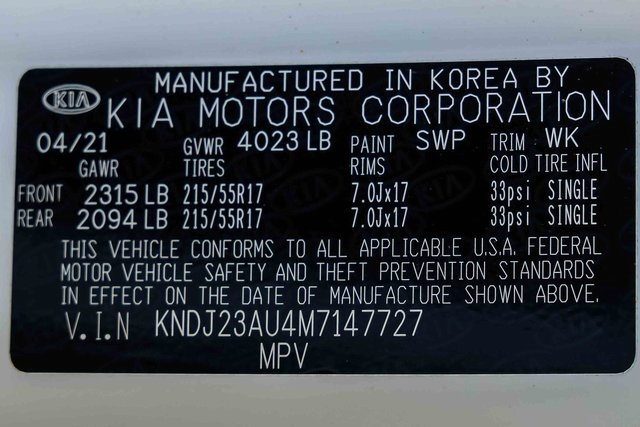 MANUFACTURED IN KOREA BY
KIA KIA MOTORS CORPORATION
04/21 GVWR 4023 LB PAINT SWP TRIM WK
GAWR TIRES RIMS COLD TIRE INFL
FRONT 2315 LB 215/55R17 7.0Jx17 33psi SINGLE
REAR 2094 LB 215/55R17 7.0Jx17 33psi SINGLE
THIS VEHICLE CONFORMS TO ALL APPLICABLE U.S.A. FEDERAL
MOTOR VEHICLE SAFETY AND THEFT PREVENTION STANDARDS
IN EFFECT ON THE DATE OF MANUFACTURE SHOWN ABOVE.
V.I.N KNDJ23AU4M7147727
MPV